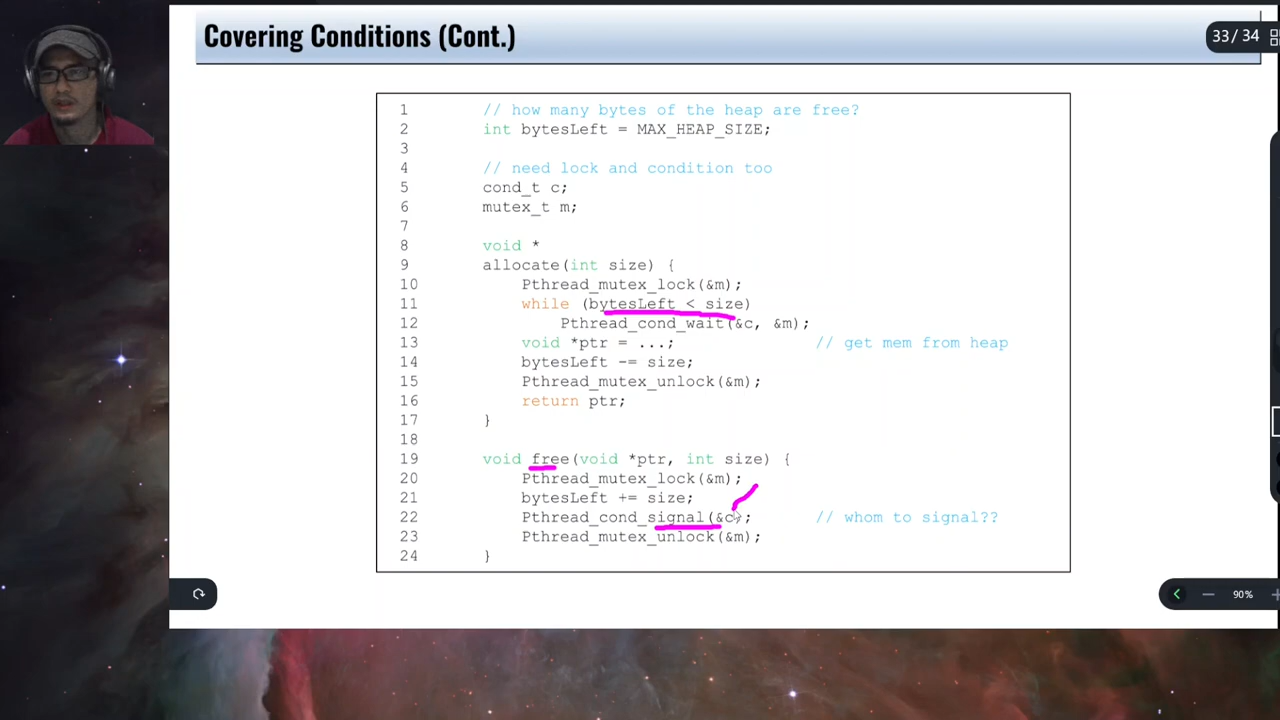 Covering Conditions (Cont.)
33 / 34
1 // how many bytes of the heap are free?
2 int bytesLeft = MAX_HEAP_SIZE;
3
4 // need lock and condition too
5 cond_t c;
6 mutex_t m;
7
8 void *
9 allocate(int size) {
10 Pthread_mutex_lock(&m);
11 while (bytesLeft < size)
12 Pthread_cond_wait(&c, &m);
13 void *ptr = ...; // get mem from heap
14 bytesLeft -= size;
15 Pthread_mutex_unlock(&m);
16 return ptr;
17 }
18
19 void free(void *ptr, int size) {
20 Pthread_mutex_lock(&m);
21 bytesLeft += size;
22 Pthread_cond_signal(&c); // whom to signal??
23 Pthread_mutex_unlock(&m);
24 }
90%